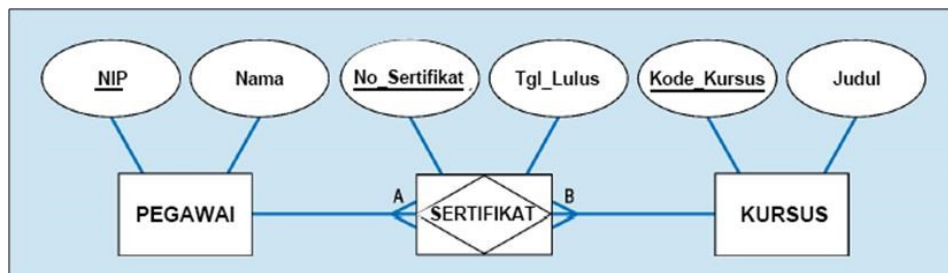 NIP
Nama
No_Sertifikat
Tgl_Lulus
Kode_Kursus
Judul
A
B
PEGAWAI
SERTIFIKAT
KURSUS